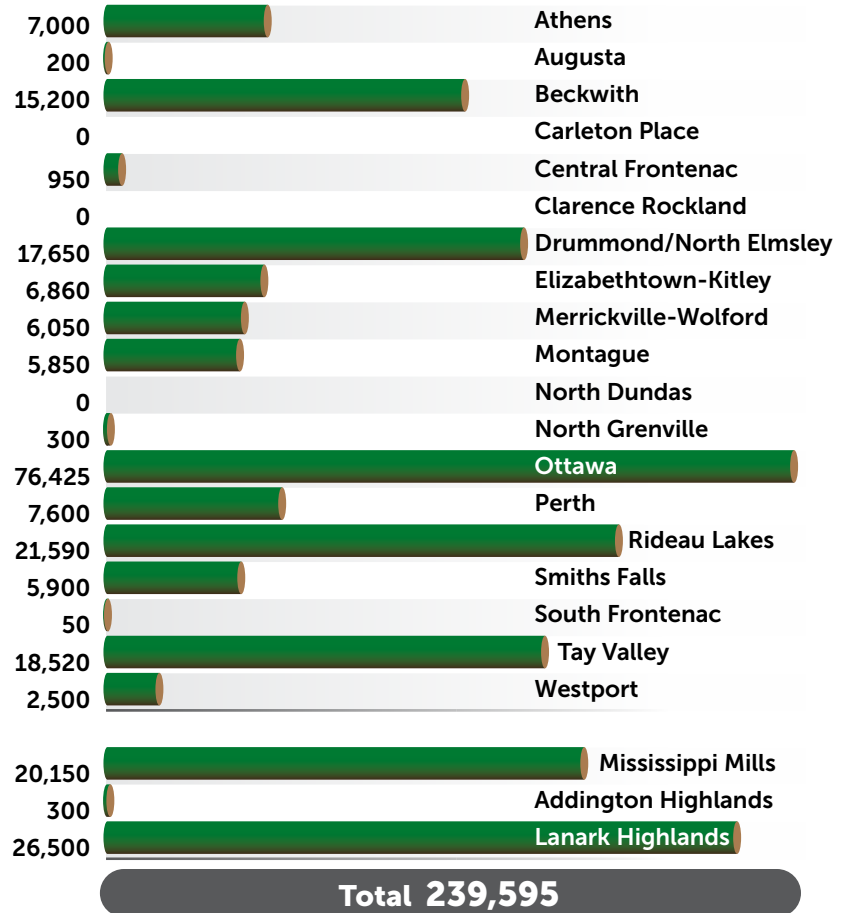 7,000 Athens
200 Augusta
15,200 Beckwith
0 Carleton Place
950 Central Frontenac
0 Clarence Rockland
17,650 Drummond/North Elmsley
6,860 Elizabethtown-Kitley
6,050 Merrickville-Wolford
5,850 Montague
0 North Dundas
300 North Grenville
76,425 Ottawa
7,600 Perth
21,590 Rideau Lakes
5,900 Smiths Falls
50 South Frontenac
18,520 Tay Valley
2,500 Westport
20,150 Mississippi Mills
300 Addington Highlands
26,500 Lanark Highlands
Total 239,595